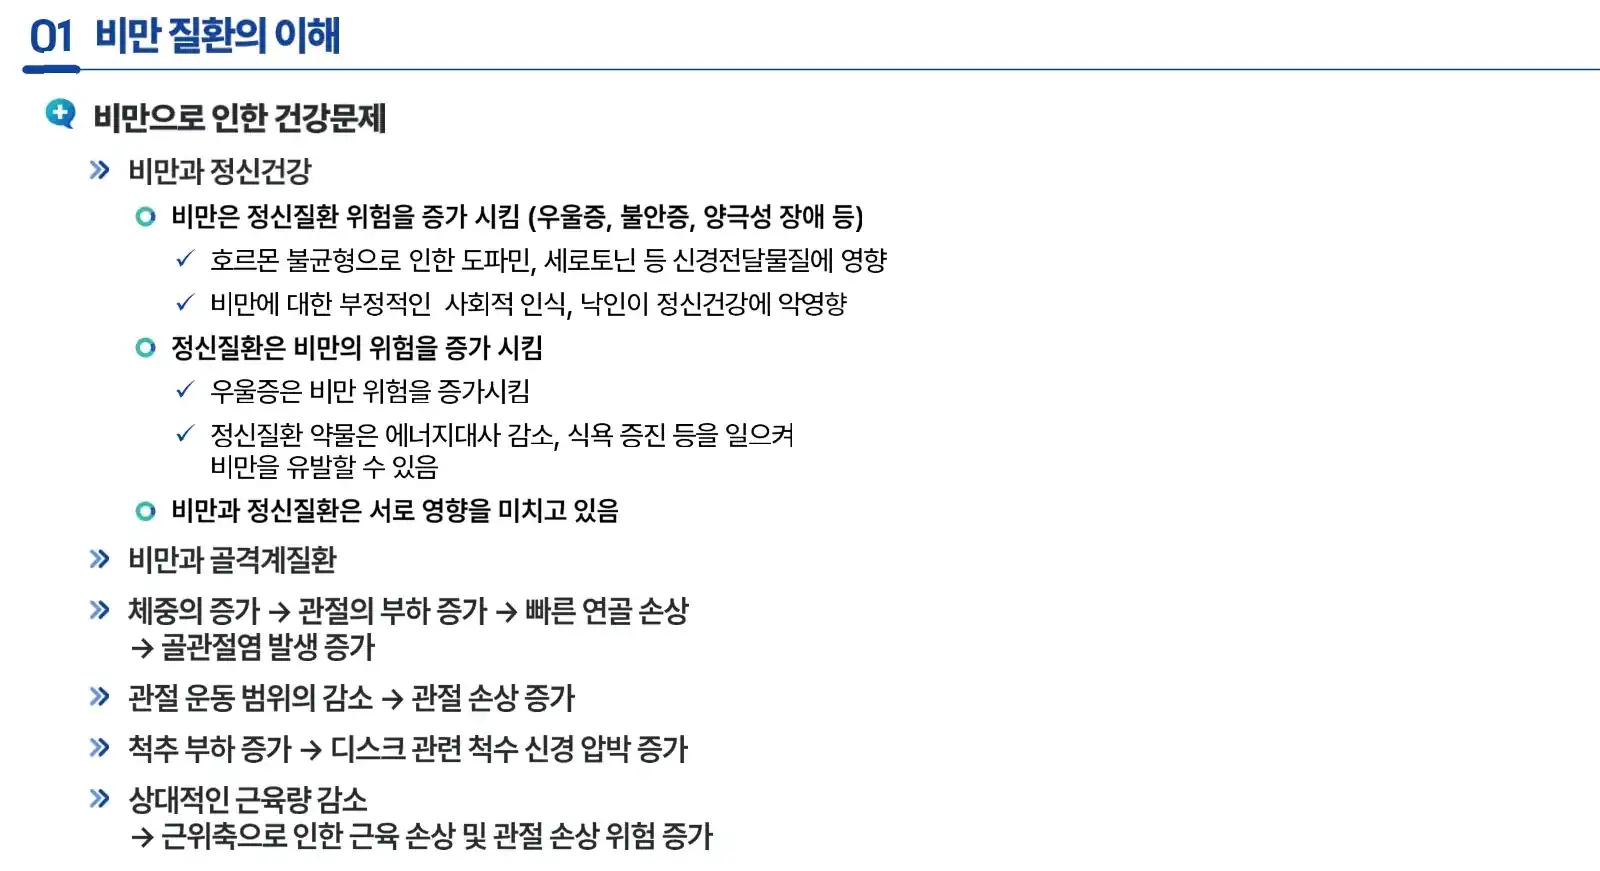 01 비만 질환의 이해
비만으로 인한 건강문제
비만과 정신건강
비만은 정신질환 위험을 증가 시킴 (우울증, 불안증, 양극성 장애 등)
호르몬 불균형으로 인한 도파민, 세로토닌 등 신경전달물질에 영향
비만에 대한 부정적인 사회적 인식, 낙인이 정신건강에 악영향
정신질환은 비만의 위험을 증가 시킴
우울증은 비만 위험을 증가시킴
정신질환 약물은 에너지대사 감소, 식욕 증진 등을 일으켜
비만을 유발할 수 있음
비만과 정신질환은 서로 영향을 미치고 있음
비만과 골격계질환
체중의 증가 → 관절의 부하 증가 → 빠른 연골 손상
→ 골관절염 발생 증가
관절 운동 범위의 감소 → 관절 손상 증가
척추 부하 증가 → 디스크 관련 척수 신경 압박 증가
상대적인 근육량 감소
→ 근위축으로 인한 근육 손상 및 관절 손상 위험 증가